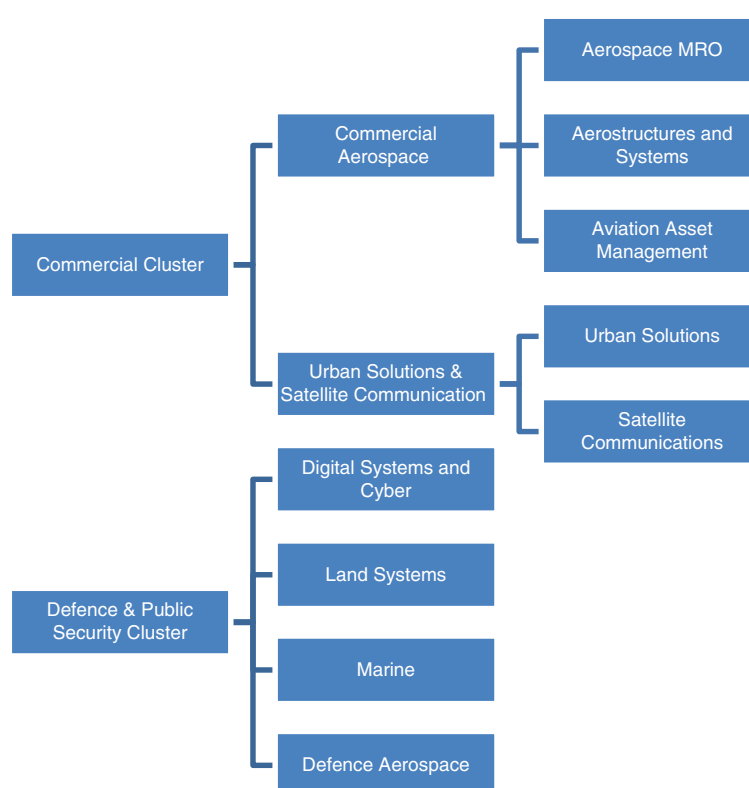 Commercial Cluster
Commercial
Aerospace
Aerospace MRO
Aerostructures and
Systems
Aviation Asset
Management
Urban Solutions &
Satellite Communication
Urban Solutions
Satellite
Communications
Defence & Public
Security Cluster
Digital Systems and
Cyber
Land Systems
Marine
Defence Aerospace